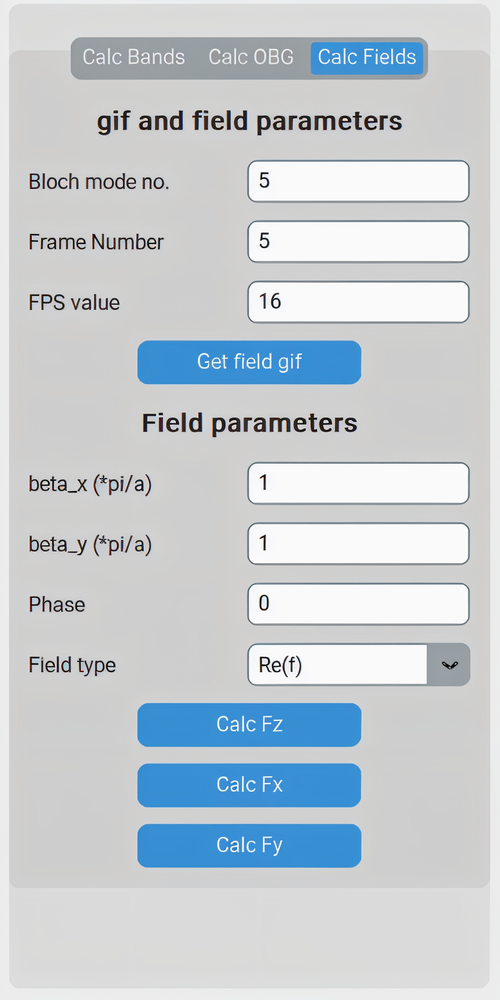 Calc Bands Calc OBG Calc Fields
gif and field parameters
Bloch mode no. 5
Frame Number 5
FPS value 16
Get field gif
Field parameters
beta_x (*pi/a) 1
beta_y (*pi/a) 1
Phase 0
Field type Re(f)
Calc Fz
Calc Fx
Calc Fy